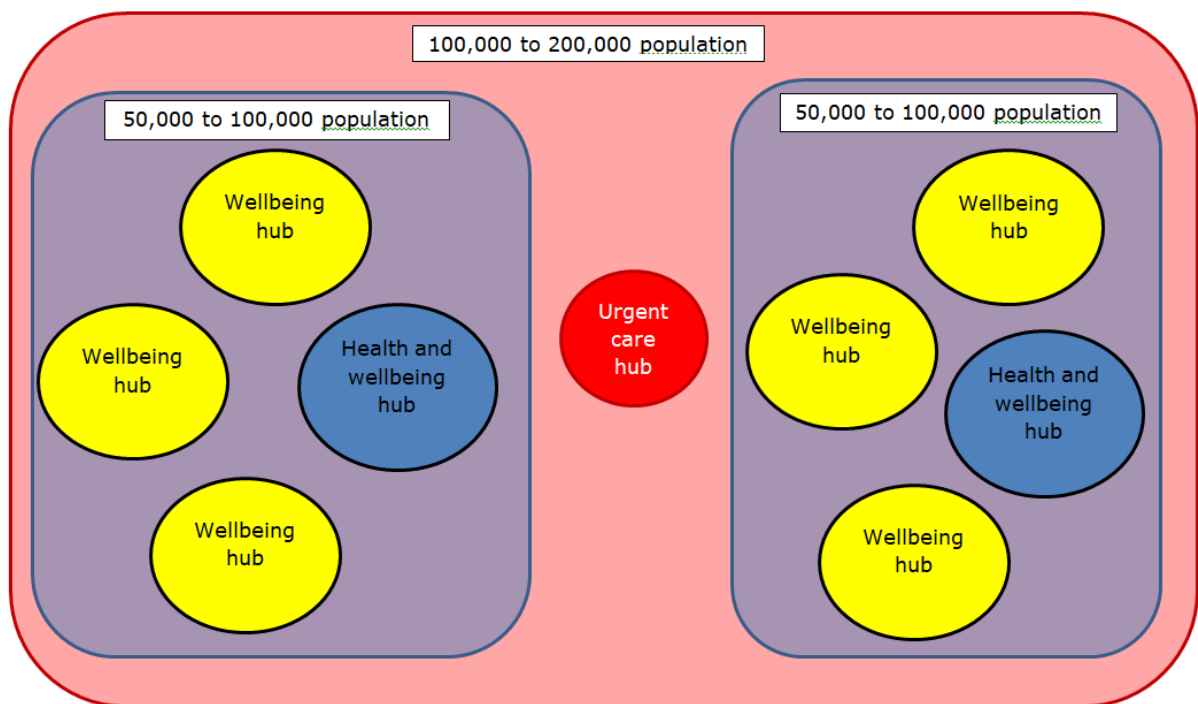 100,000 to 200,000 population
50,000 to 100,000 population
Wellbeing
hub
Wellbeing
hub
Health and
wellbeing
hub
Wellbeing
hub
Urgent
care
hub
50,000 to 100,000 population
Wellbeing
hub
Wellbeing
hub
Health and
wellbeing
hub
Wellbeing
hub